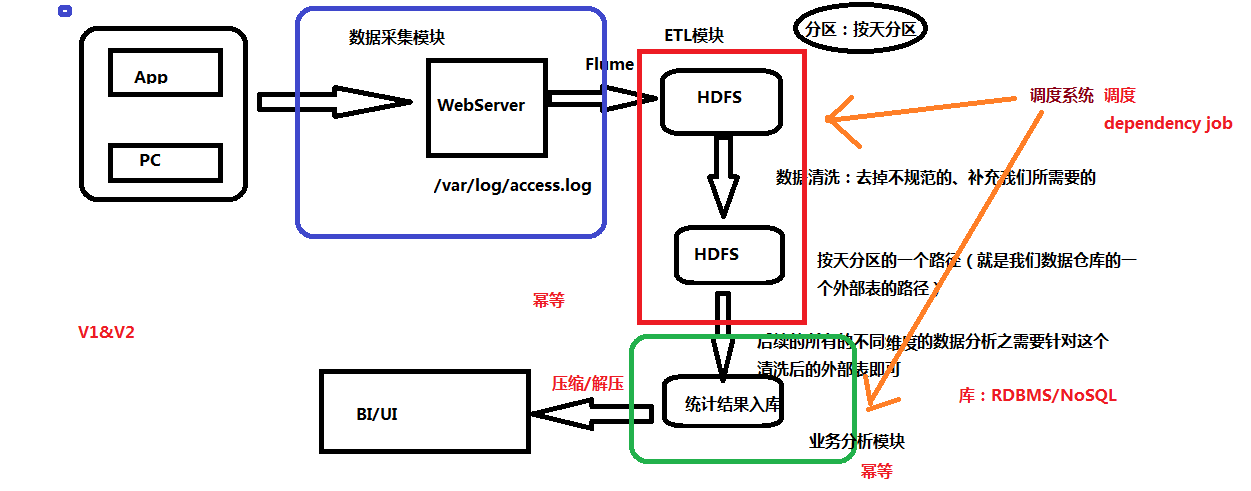 数据采集模块
ETL模块
分区：按天分区
App
PC
WebServer
/var/log/access.log
Flume
HDFS
调度系统 调度
dependency job
数据清洗：去掉不规范的、补充我们所需要的
HDFS
按天分区的一个路径（就是我们数据仓库的一
个外部表的路径）
幂等
V1&V2
后续的所有的不同维度的数据分析之需要针对这个
清洗后的外部表即可
压缩/解压
统计结果入库
BI/UI
库：RDBMS/NoSQL
业务分析模块
幂等